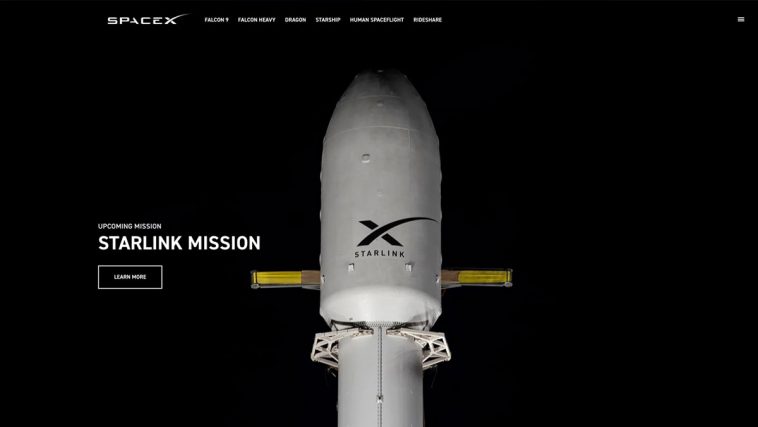 SPACEX FALCON 9 FALCON HEAVY DRAGON STARSHIP HUMAN SPACEFLIGHT RIDESHARE
UPCOMING MISSION
STARLINK MISSION
LEARN MORE
X
STARLINK